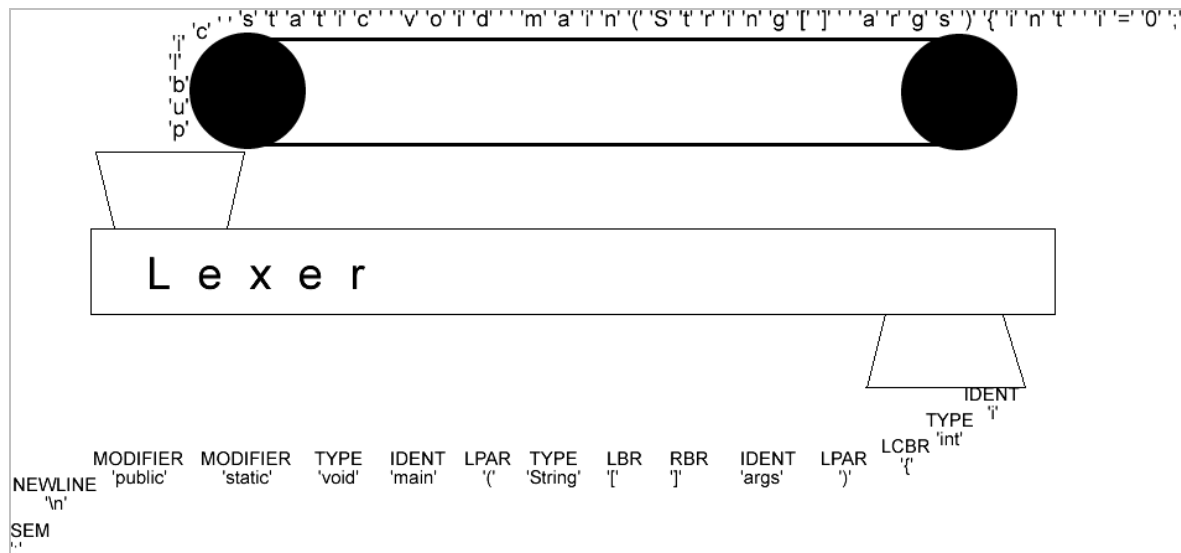 ' ' 's' 't' 'a' 't' 'i' 'c' ' ' 'v' 'o' 'i' 'd' ' ' 'm' 'a' 'i' 'n' '(' 'S' 't' 'r' 'i' 'n' 'g' '[' ']' ' ' 'a' 'r' 'g' 's' ')' '{' 'i' 'n' 't' ' ' 'i' '=' '0' ';'
'c'
'i'
'l'
'b'
'u'
'p'
Lexer
IDENT
'i'
TYPE
'int'
LCBR
'{'
MODIFIER MODIFIER TYPE IDENT LPAR TYPE LBR RBR IDENT LPAR
'public' 'static' 'void' 'main' '(' 'String' '[' ']' 'args' ')'
NEWLINE
'\n'
SEM